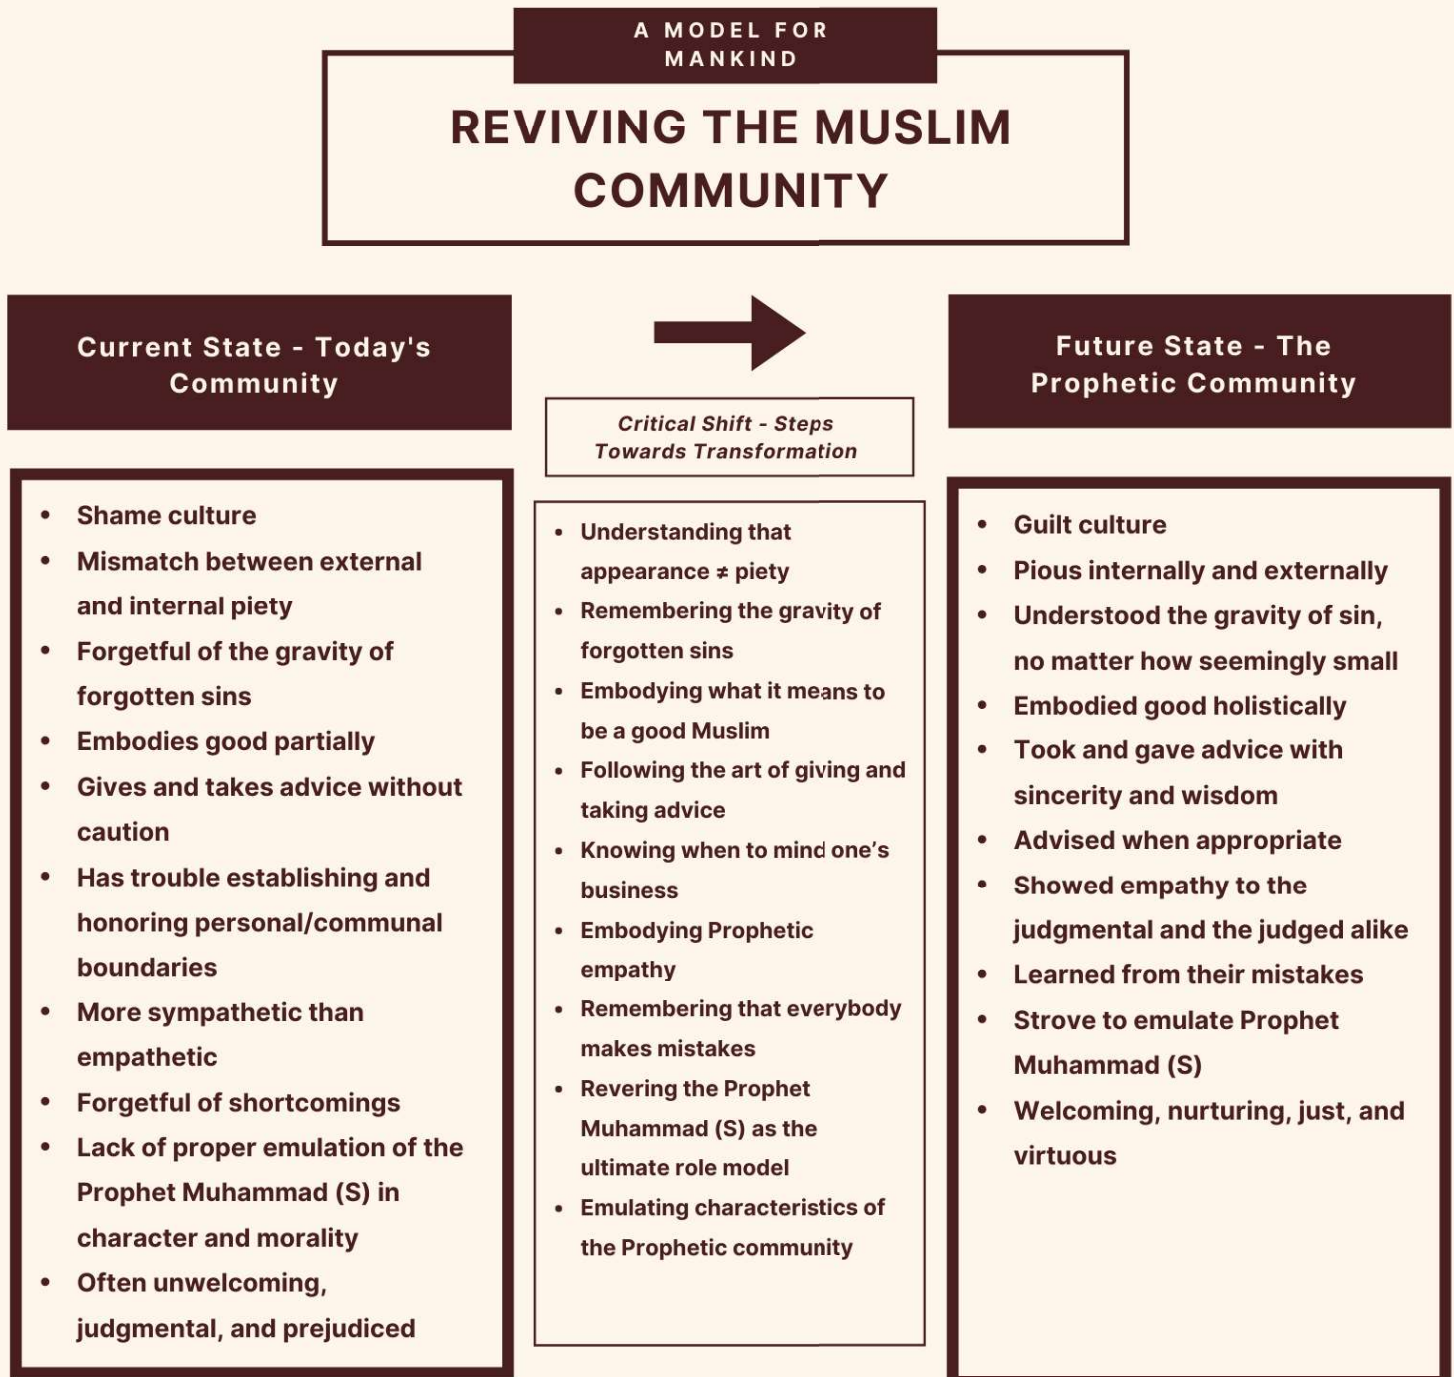 A MODEL FOR
MANKIND
REVIVING THE MUSLIM
COMMUNITY
Current State - Today's
Community
• Shame culture
• Mismatch between external
and internal piety
• Forgetful of the gravity of
forgotten sins
• Embodies good partially
• Gives and takes advice without
caution
• Has trouble establishing and
honoring personal/communal
boundaries
• More sympathetic than
empathetic
• Forgetful of shortcomings
• Lack of proper emulation of the
Prophet Muhammad (S) in
character and morality
• Often unwelcoming,
judgmental, and prejudiced
Critical Shift - Steps
Towards Transformation
• Understanding that
appearance ≠ piety
• Remembering the gravity of
forgotten sins
• Embodying what it means to
be a good Muslim
• Following the art of giving and
taking advice
• Knowing when to mind one’s
business
• Embodying Prophetic
empathy
• Remembering that everybody
makes mistakes
• Revering the Prophet
Muhammad (S) as the
ultimate role model
• Emulating characteristics of
the Prophetic community
Future State - The
Prophetic Community
• Guilt culture
• Pious internally and externally
• Understood the gravity of sin,
no matter how seemingly small
• Embodied good holistically
• Took and gave advice with
sincerity and wisdom
• Advised when appropriate
• Showed empathy to the
judgmental and the judged alike
• Learned from their mistakes
• Strove to emulate Prophet
Muhammad (S)
• Welcoming, nurturing, just, and
virtuous